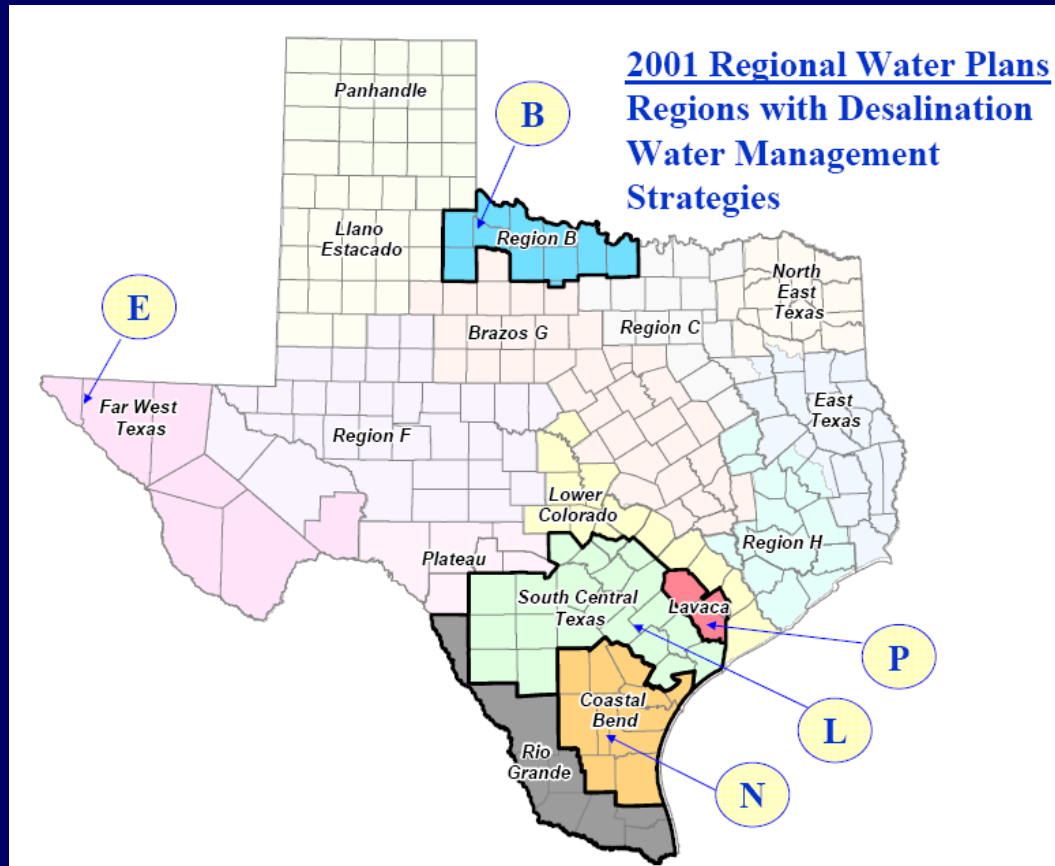 2001 Regional Water Plans
Regions with Desalination
Water Management
Strategies
Panhandle
B
Llano
Estacado
Region B
North
East
Texas
E
Brazos G
Region C
Far West
Texas
Region F
East
Texas
Lower
Colorado
Region H
Plateau
South Central
Texas
Lavaca
P
Coastal
Bend
L
Rio
Grande
N